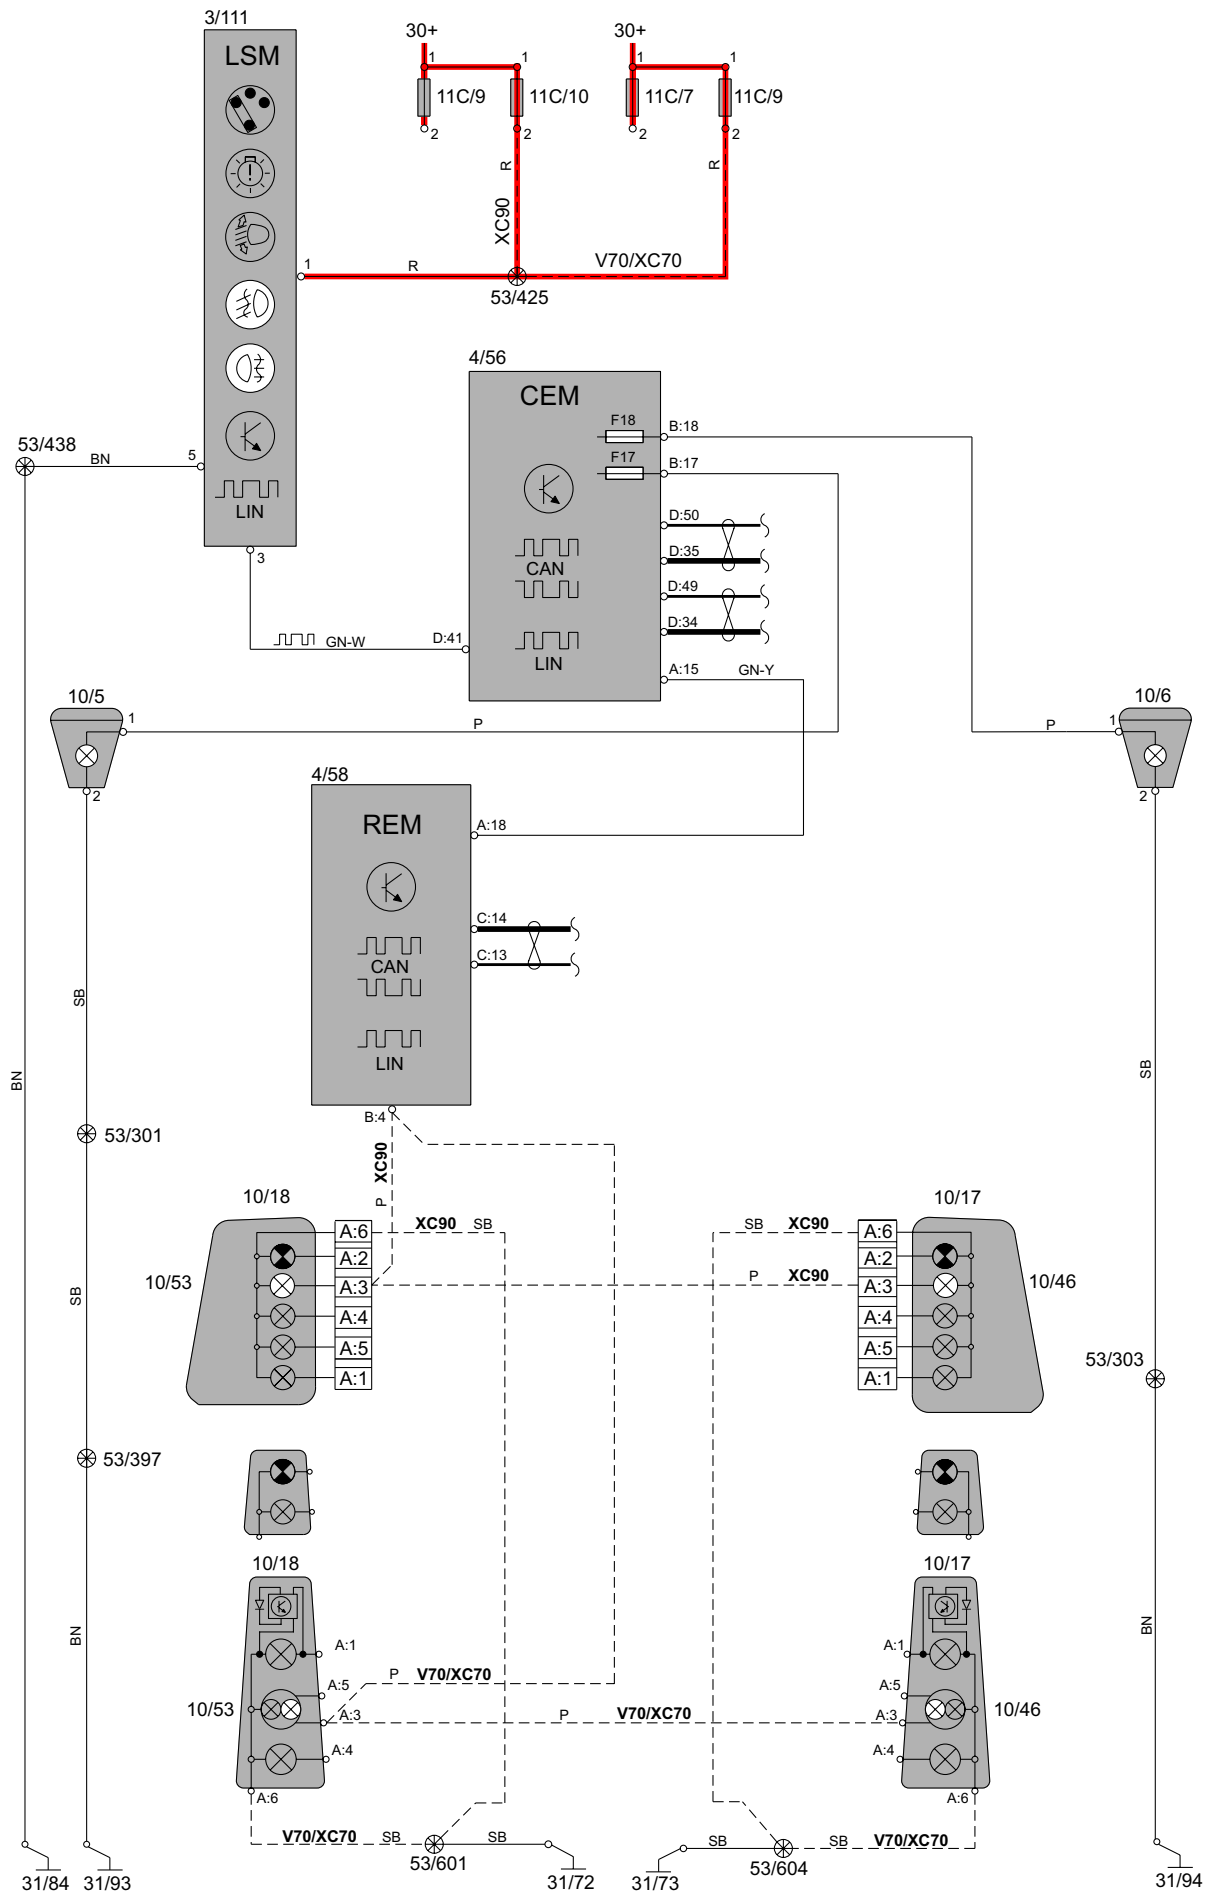 3/111
30+
30+
LSM
1
1
1
1
11C/9
11C/10
11C/7
11C/9
2
2
2
2
R
R
XC90
1
R
V70/XC70
53/425
4/56
CEM
F18
B:18
53/438
BN
5
F17
B:17
LIN
D:50
D:35
CAN
3
D:49
D:34
GN-W
D:41
LIN
A:15
GN-Y
10/5
1
P
10/6
1
P
2
2
4/58
REM
A:18
C:14
CAN
C:13
SB
LIN
BN
SB
B:4
53/301
XC90
P
10/18
10/17
A:6
XC90
SB
SB
XC90
A:6
A:2
A:2
10/53
A:3
P
XC90
A:3
10/46
SB
A:4
A:4
A:5
A:5
53/303
A:1
A:1
53/397
10/18
10/17
BN
BN
A:1
A:1
P
V70/XC70
A:5
A:5
10/53
A:3
P
V70/XC70
A:3
10/46
A:4
A:4
A:6
A:6
V70/XC70
SB
SB
SB
SB
V70/XC70
53/601
53/604
31/84
31/93
31/72
31/73
31/94